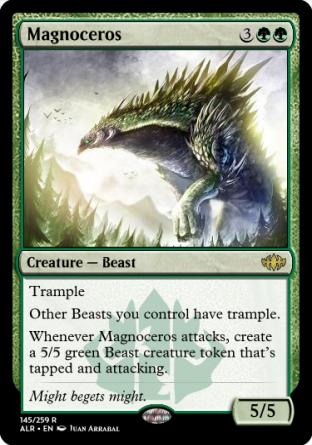 Magnoceros 3
Creature — Beast
Trample
Other Beasts you control have trample.
Whenever Magnoceros attacks, create
a 5/5 green Beast creature token that's
tapped and attacking.
Might begets might.
145/259 R
ALR • EN Juan Arrabal
5/5